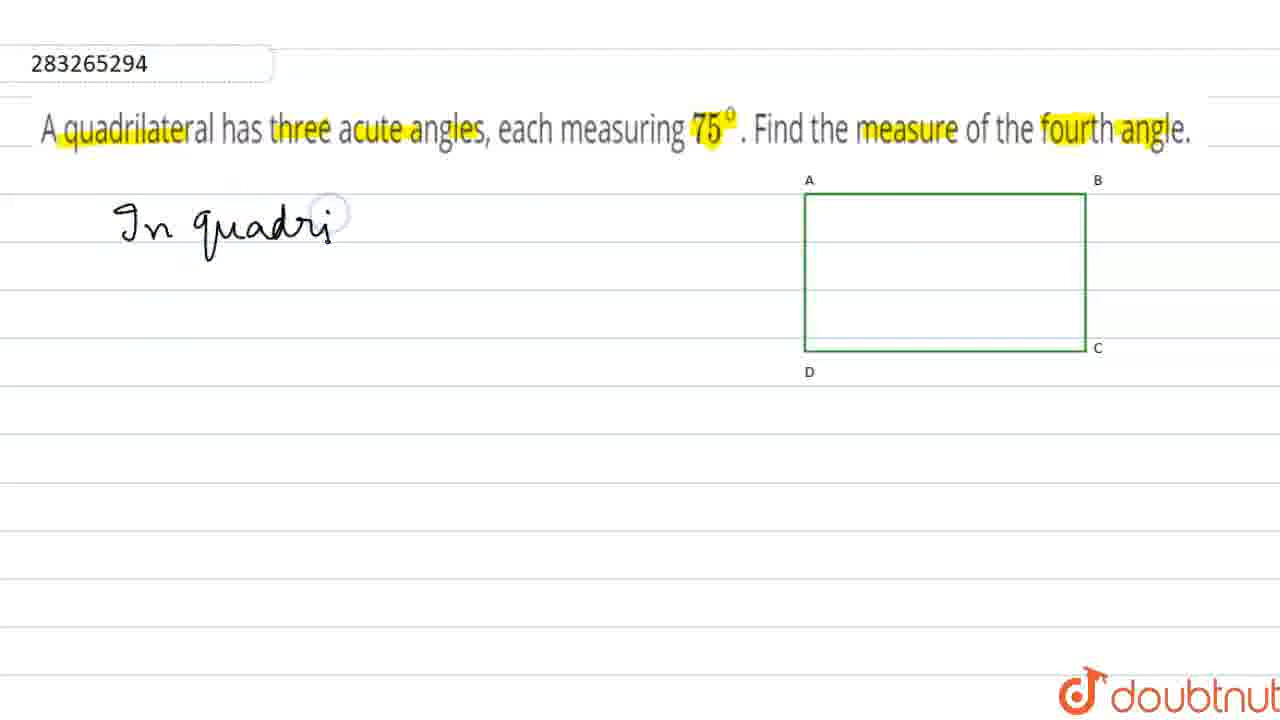 283265294
A quadrilateral has three acute angles, each measuring 75°. Find the measure of the fourth angle.
A B
In quadri
C
D
doubtnut